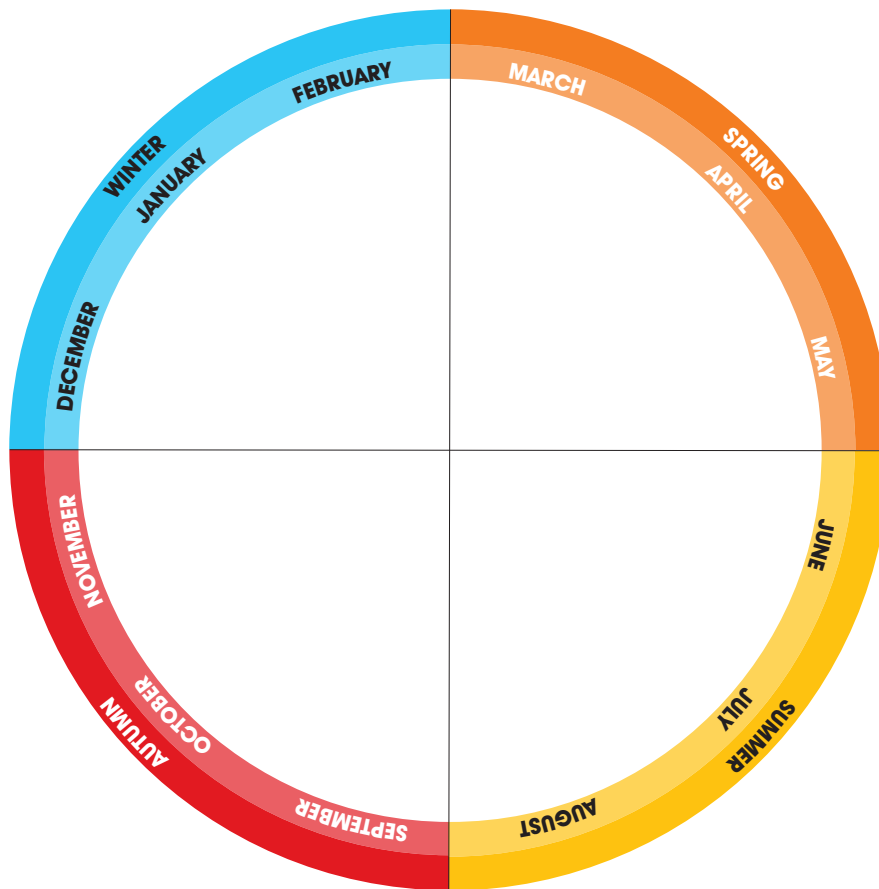 WINTER
DECEMBER
JANUARY
FEBRUARY
SPRING
MARCH
APRIL
MAY
SUMMER
JUNE
JULY
AUGUST
AUTUMN
SEPTEMBER
OCTOBER
NOVEMBER